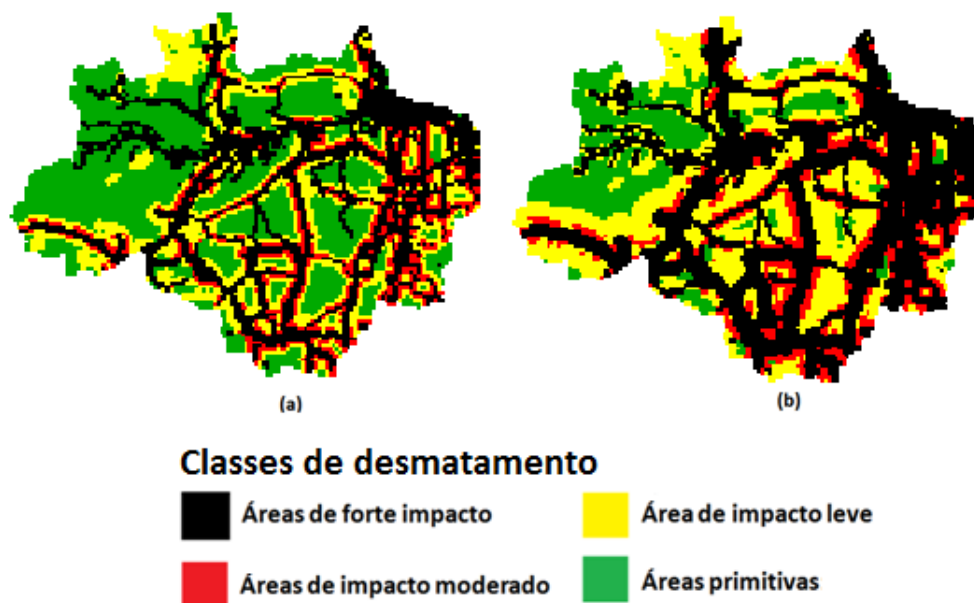 (a)
(b)
Classes de desmatamento
Áreas de forte impacto
Área de impacto leve
Áreas de impacto moderado
Áreas primitivas